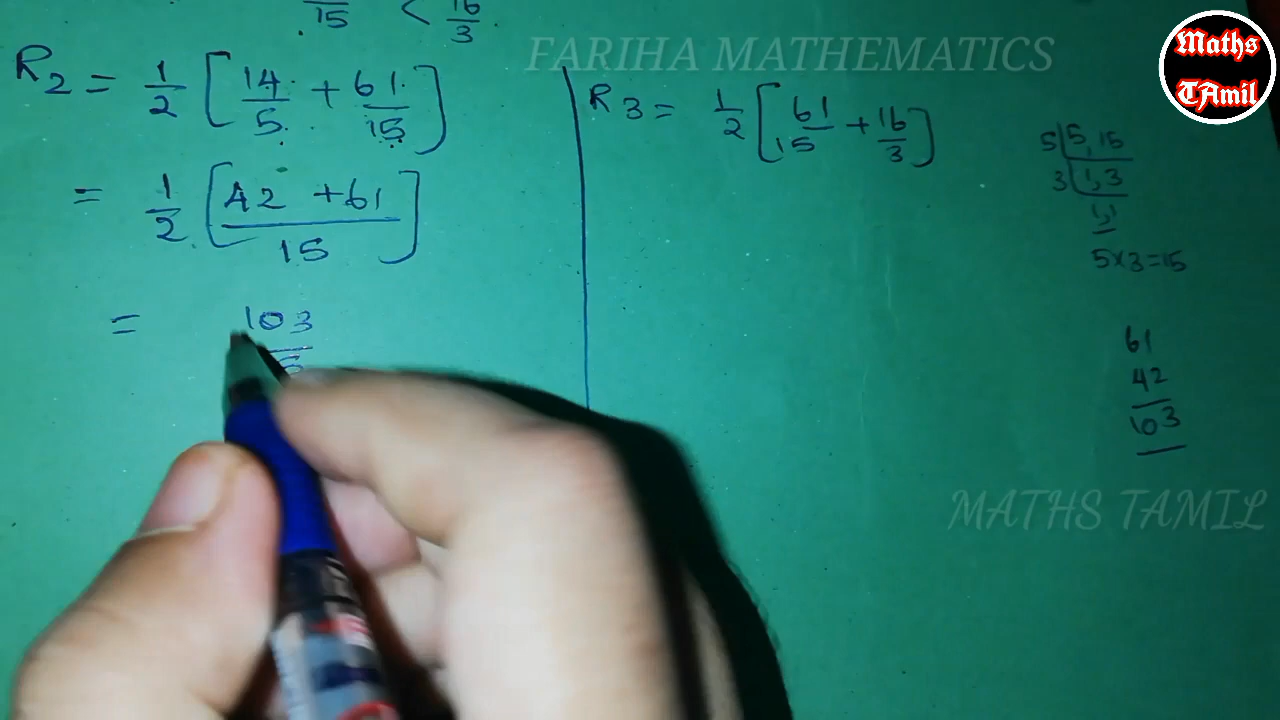 15 < 16/3
FARIHA MATHEMATICS
Maths
TAmil
R2 = 1/2 [14/5 + 61/15]
= 1/2 [42 + 61 / 15]
= 103
R3 = 1/2 [61/15 + 16/3]
5 | 5, 15
3 | 1, 3
1, 1
5×3=15
61
42
103
MATHS TAMIL